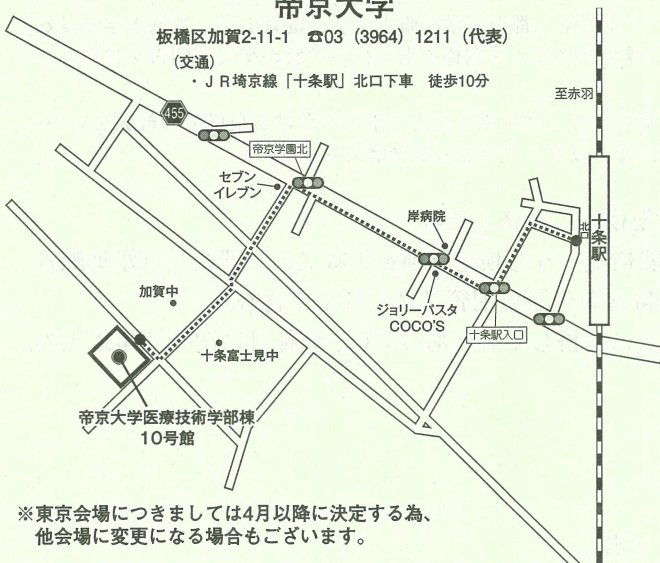 帝京大学
板橋区加賀2-11-1　☎03（3964）1211（代表）
（交通）
・ＪＲ埼京線「十条駅」北口下車　徒歩10分
至赤羽
455
帝京学園北
セブン
イレブン
岸病院
北口
十条駅
加賀中
ジョリーパスタ
COCO'S
十条駅入口
十条富士見中
帝京大学医療技術学部棟
10号館
※東京会場につきましては4月以降に決定する為、
他会場に変更になる場合もございます。